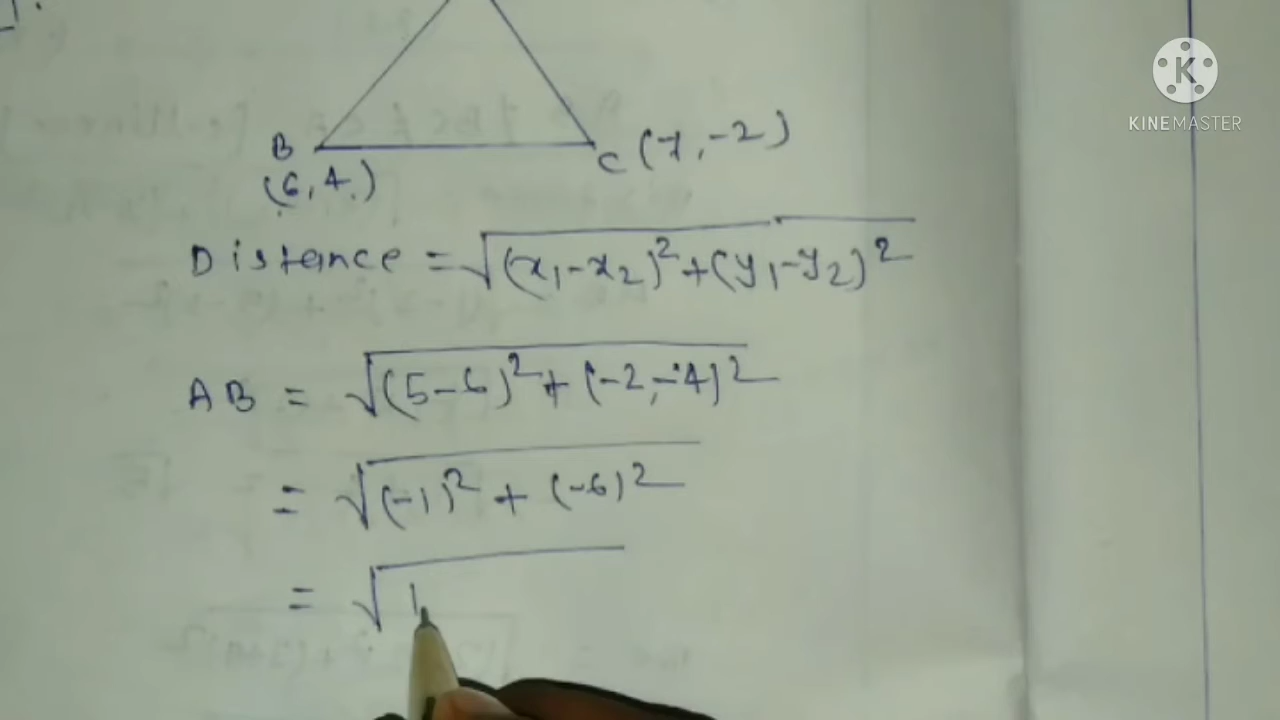 B
C (7,-2)
(6,4)
Distance = √(x₁-x₂)²+(y₁-y₂)²
AB = √(5-6)²+(-2,-4)²
= √(-1)²+(-6)²
= √1
K
KINEMASTER